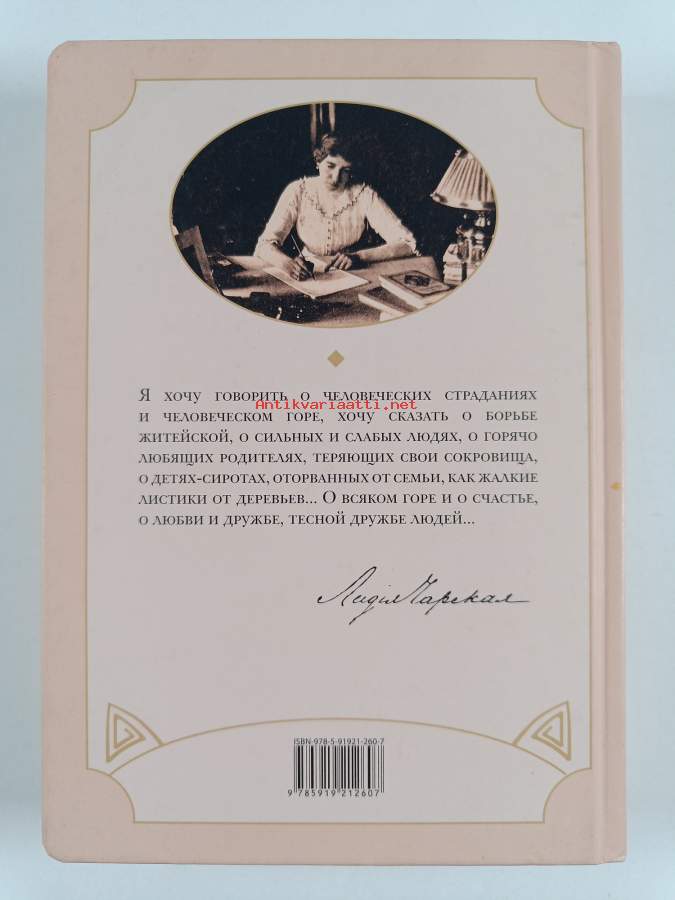 Я ХОЧУ ГОВОРИТЬ О ЧЕЛОВЕЧЕСКИХ СТРАДАНИЯХ
Antikvariaatti.net
И ЧЕЛОВЕЧЕСКОМ ГОРЕ, ХОЧУ СКАЗАТЬ О БОРЬБЕ
ЖИТЕЙСКОЙ, О СИЛЬНЫХ И СЛАБЫХ ЛЮДЯХ, О ГОРЯЧО
ЛЮБЯЩИХ РОДИТЕЛЯХ, ТЕРЯЮЩИХ СВОИ СОКРОВИЩА,
О ДЕТЯХ-СИРОТАХ, ОТОРВАННЫХ ОТ СЕМЬИ, КАК ЖАЛКИЕ
ЛИСТИКИ ОТ ДЕРЕВЬЕВ... О ВСЯКОМ ГОРЕ И О СЧАСТЬЕ,
О ЛЮБВИ И ДРУЖБЕ, ТЕСНОЙ ДРУЖБЕ ЛЮДЕЙ...
Лидія Чарская
ISBN-978-5-91921-260-7
9 785919 212607